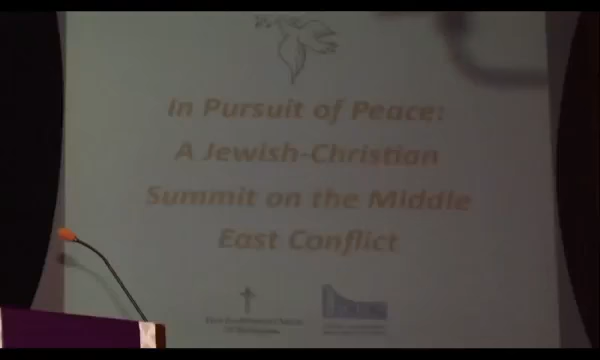 In Pursuit of Peace:
A Jewish-Christian
Summit on the Middle
East Conflict